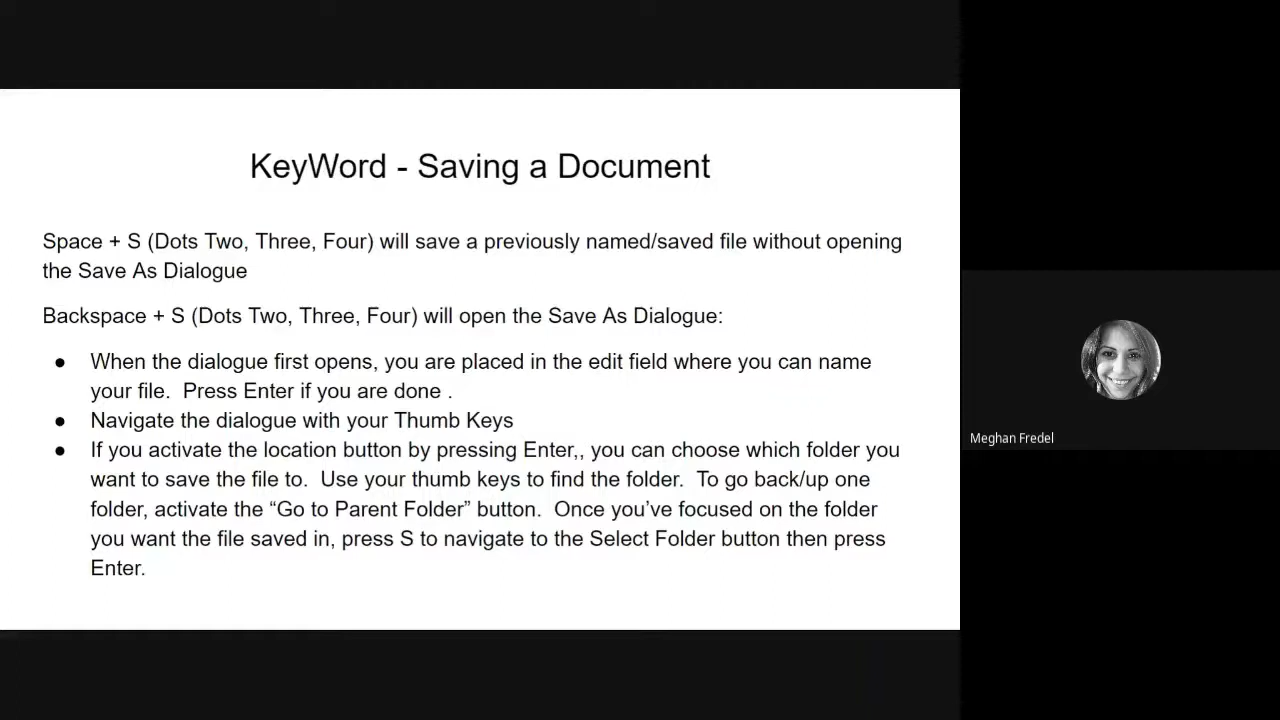 KeyWord - Saving a Document
Space + S (Dots Two, Three, Four) will save a previously named/saved file without opening
the Save As Dialogue
Backspace + S (Dots Two, Three, Four) will open the Save As Dialogue:
● When the dialogue first opens, you are placed in the edit field where you can name
your file.  Press Enter if you are done .
● Navigate the dialogue with your Thumb Keys
● If you activate the location button by pressing Enter,, you can choose which folder you
want to save the file to.  Use your thumb keys to find the folder.  To go back/up one
folder, activate the “Go to Parent Folder” button.  Once you’ve focused on the folder
you want the file saved in, press S to navigate to the Select Folder button then press
Enter.
Meghan Fredel